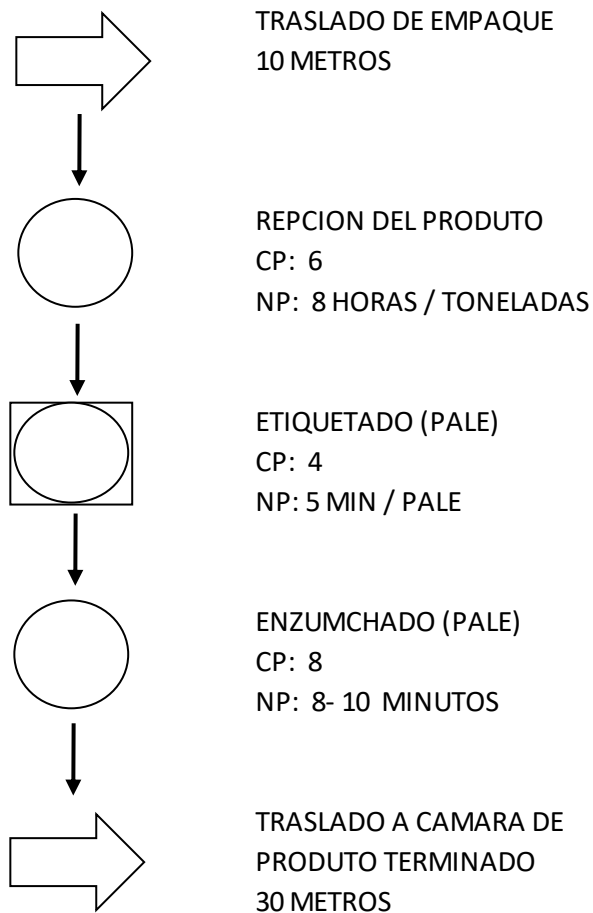 TRASLADO DE EMPAQUE
10 METROS
REPCION DEL PRODUTO
CP: 6
NP: 8 HORAS / TONELADAS
ETIQUETADO (PALE)
CP: 4
NP: 5 MIN / PALE
ENZUMCHADO (PALE)
CP: 8
NP: 8- 10 MINUTOS
TRASLADO A CAMARA DE
PRODUTO TERMINADO
30 METROS